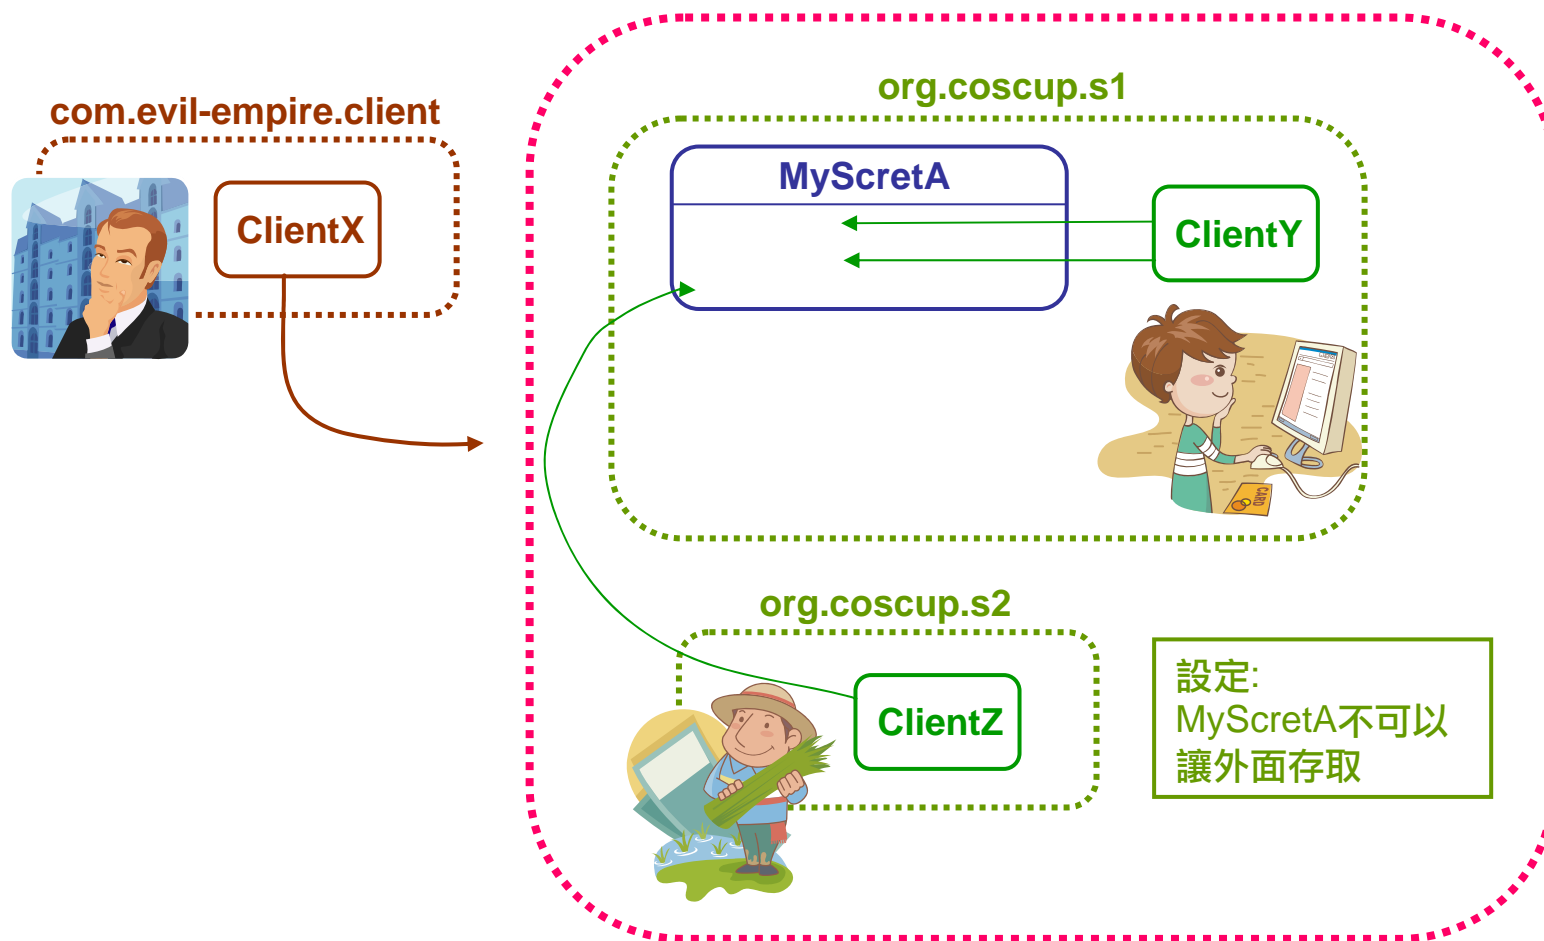 com.evil-empire.client
ClientX
org.coscup.s1
MyScretA
ClientY
CARD
org.coscup.s2
ClientZ
設定:
MyScretA不可以
讓外面存取